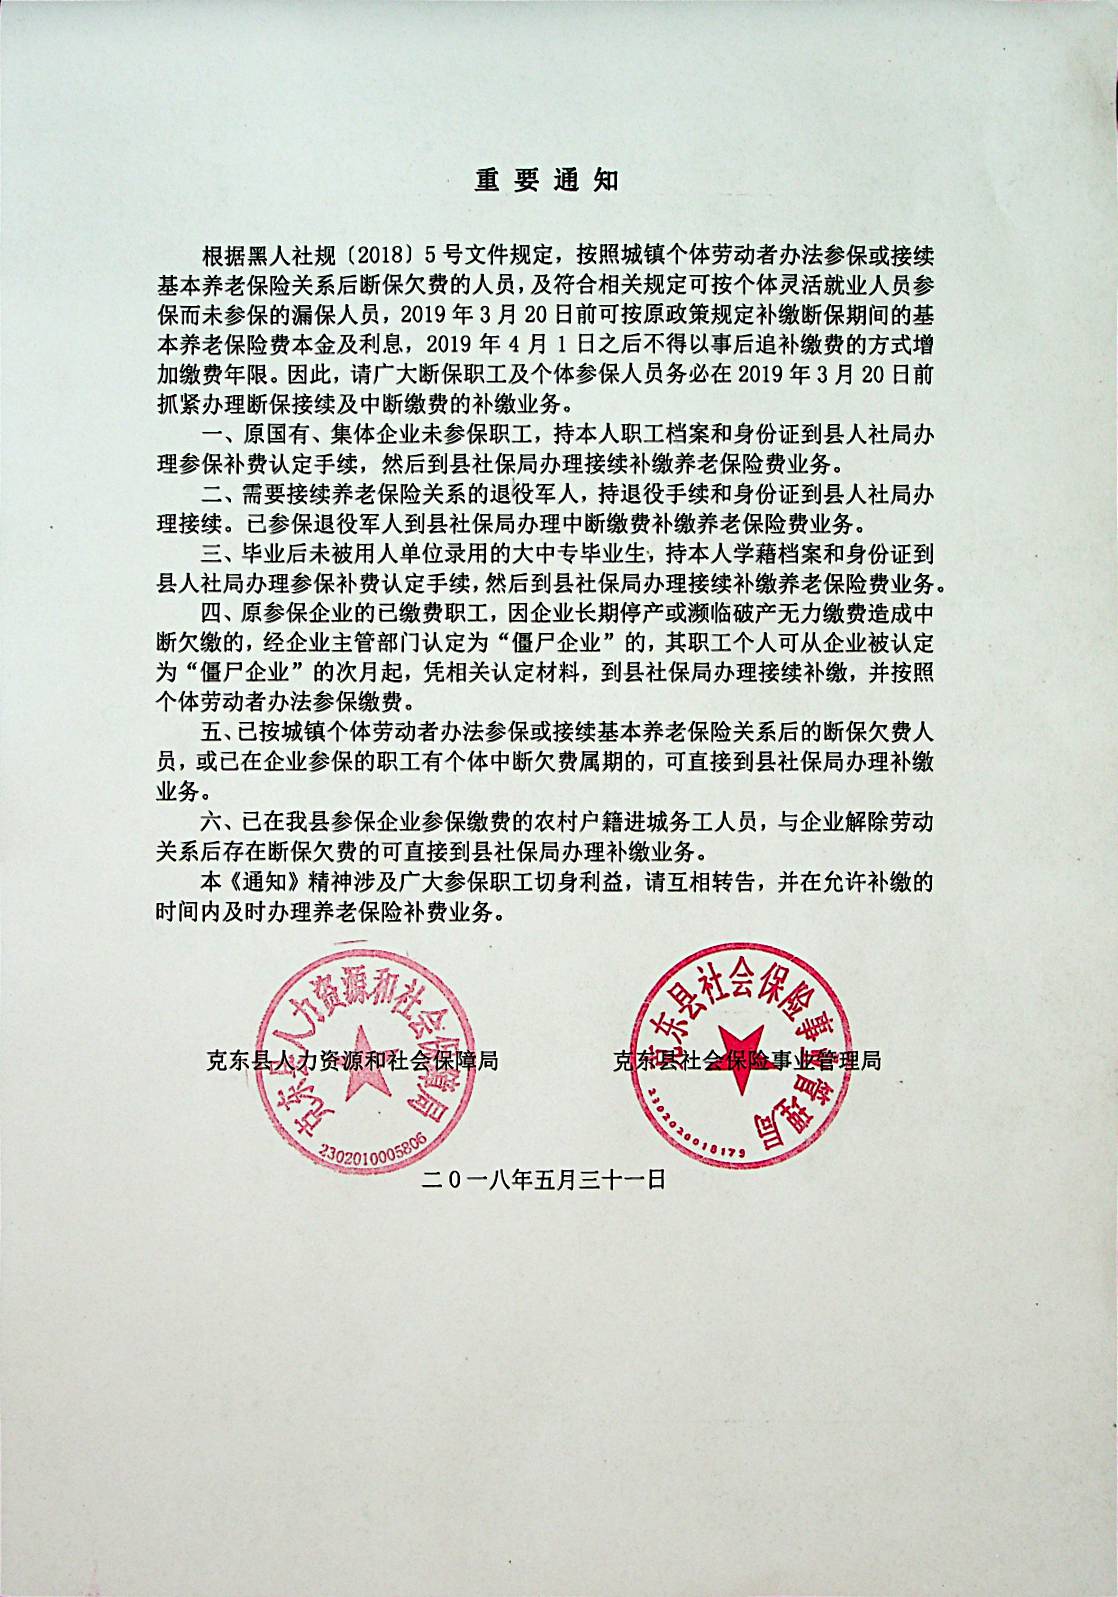 重要通知
根据黑人社规〔2018〕5号文件规定，按照城镇个体劳动者办法参保或接续
基本养老保险关系后断保欠费的人员，及符合相关规定可按个体灵活就业人员参
保而未参保的漏保人员，2019年3月20日前可按原政策规定补缴断保期间的基
本养老保险费本金及利息，2019年4月1日之后不得以事后追补缴费的方式增
加缴费年限。因此，请广大断保职工及个体参保人员务必在2019年3月20日前
抓紧办理断保接续及中断缴费的补缴业务。
一、原国有、集体企业未参保职工，持本人职工档案和身份证到县人社局办
理参保补费认定手续，然后到县社保局办理接续补缴养老保险费业务。
二、需要接续养老保险关系的退役军人，持退役手续和身份证到县人社局办
理接续。已参保退役军人到县社保局办理中断缴费补缴养老保险费业务。
三、毕业后未被用人单位录用的大中专毕业生，持本人学藉档案和身份证到
县人社局办理参保补费认定手续，然后到县社保局办理接续补缴养老保险费业务。
四、原参保企业的已缴费职工，因企业长期停产或濒临破产无力缴费造成中
断欠缴的，经企业主管部门认定为“僵尸企业”的，其职工个人可从企业被认定
为“僵尸企业”的次月起，凭相关认定材料，到县社保局办理接续补缴，并按照
个体劳动者办法参保缴费。
五、已按城镇个体劳动者办法参保或接续基本养老保险关系后的断保欠费人
员，或已在企业参保的职工有个体中断欠费属期的，可直接到县社保局办理补缴
业务。
六、已在我县参保企业参保缴费的农村户籍进城务工人员，与企业解除劳动
关系后存在断保欠费的可直接到县社保局办理补缴业务。
本《通知》精神涉及广大参保职工切身利益，请互相转告，并在允许补缴的
时间内及时办理养老保险补费业务。
克东县人力资源和社会保障局
2302010005806
克东县人力资源和社会保障局
克东县社会保险事业管理局
2302020018179
克东县社会保险事业管理局
二0一八年五月三十一日